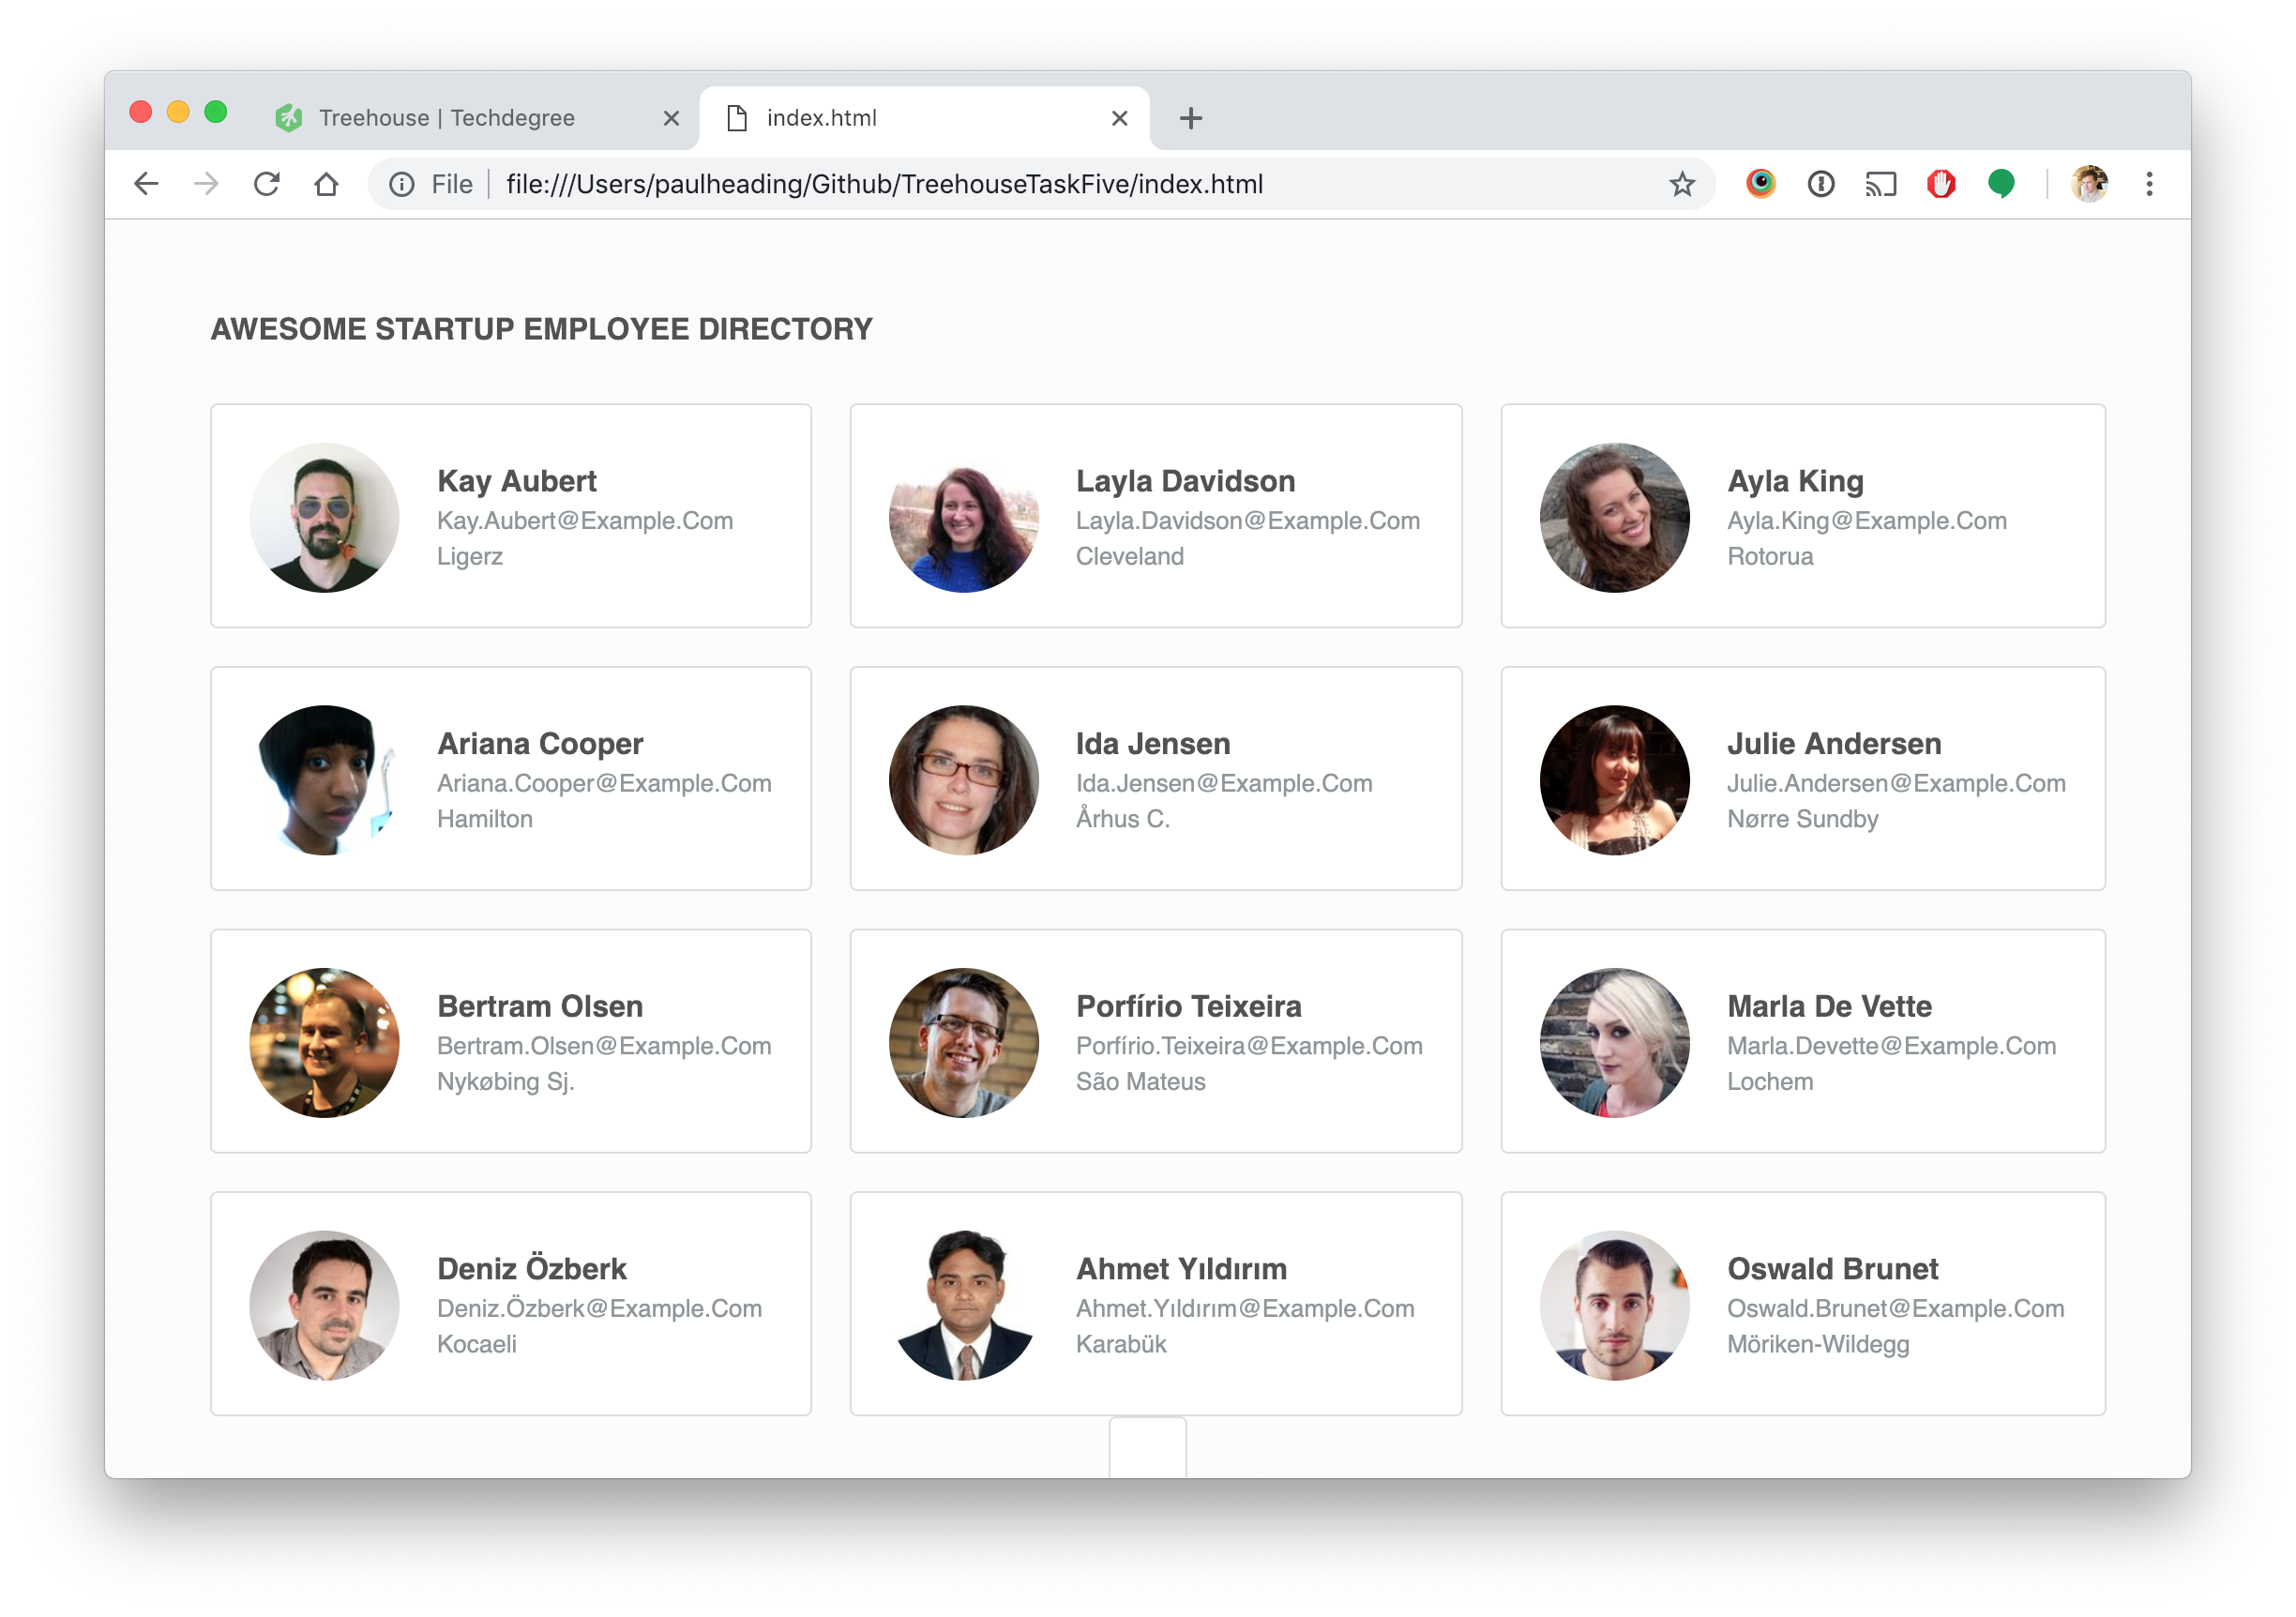 Treehouse | Techdegree
index.html
File
file:///Users/paulheading/Github/TreehouseTaskFive/index.html
AWESOME STARTUP EMPLOYEE DIRECTORY
Kay Aubert
Kay.Aubert@Example.Com
Ligerz
Layla Davidson
Layla.Davidson@Example.Com
Cleveland
Ayla King
Ayla.King@Example.Com
Rotorua
Ariana Cooper
Ariana.Cooper@Example.Com
Hamilton
Ida Jensen
Ida.Jensen@Example.Com
Århus C.
Julie Andersen
Julie.Andersen@Example.Com
Nørre Sundby
Bertram Olsen
Bertram.Olsen@Example.Com
Nykøbing Sj.
Porfírio Teixeira
Porfírio.Teixeira@Example.Com
São Mateus
Marla De Vette
Marla.Devette@Example.Com
Lochem
Deniz Özberk
Deniz.Özberk@Example.Com
Kocaeli
Ahmet Yıldırım
Ahmet.Yıldırım@Example.Com
Karabük
Oswald Brunet
Oswald.Brunet@Example.Com
Möriken-Wildegg